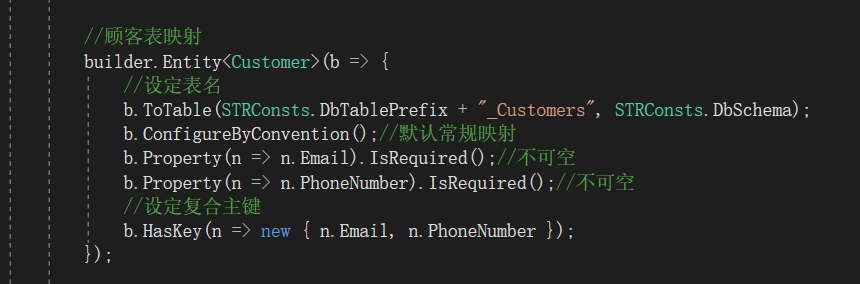 //顾客表映射
builder.Entity<Customer>(b => {
//设定表名
b.ToTable(STRConsts.DbTablePrefix + "_Customers", STRConsts.DbSchema);
b.ConfigureByConvention();//默认常规映射
b.Property(n => n.Email).IsRequired();//不可空
b.Property(n => n.PhoneNumber).IsRequired();//不可空
//设定复合主键
b.HasKey(n => new { n.Email, n.PhoneNumber });
});